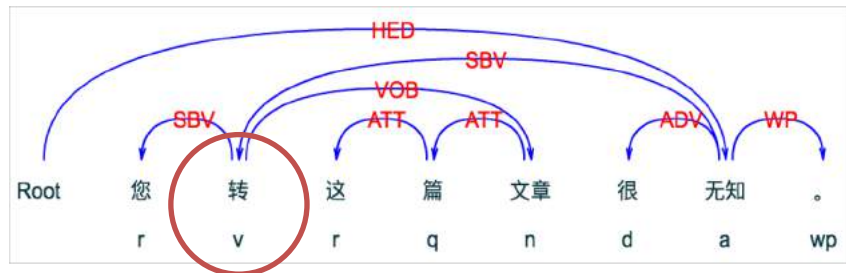 HED
SBV
VOB
SBV ATT ATT ADV WP
Root 您 转 这 篇 文章 很 无知 。
r v r q n d a wp